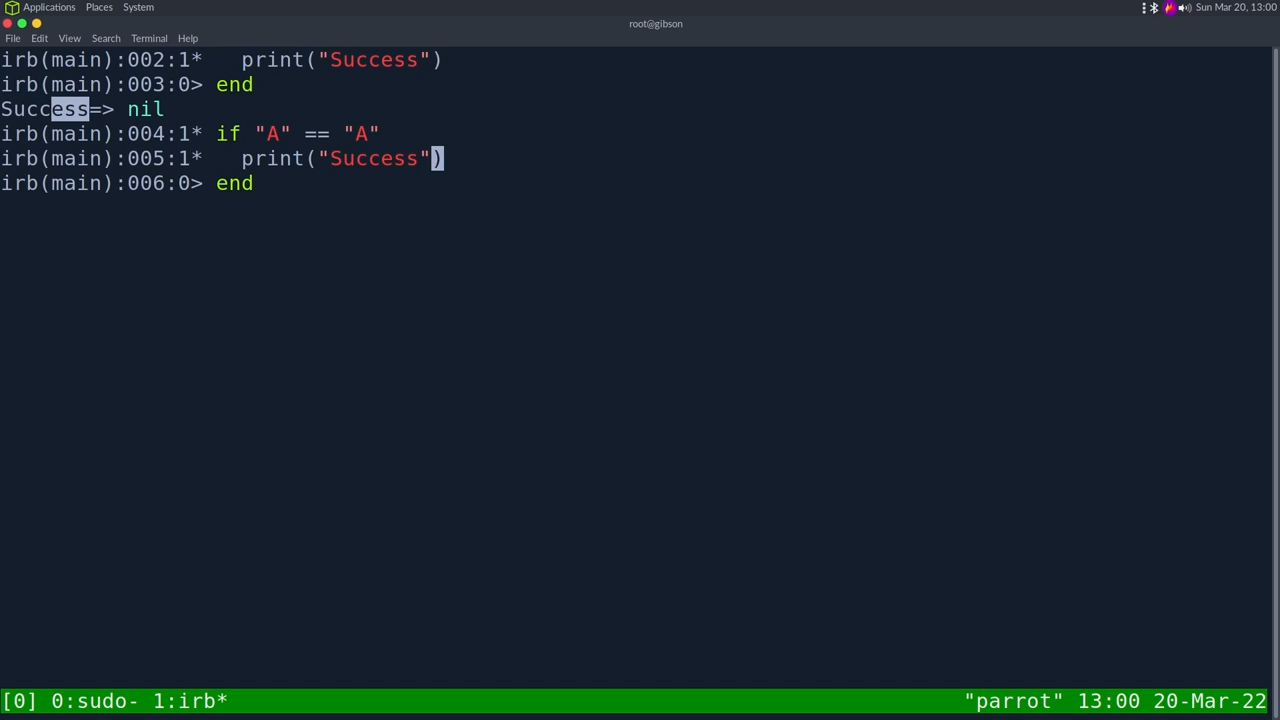 Applications Places System
Sun Mar 20, 13:00
root@gibson
File Edit View Search Terminal Help
irb(main):002:1*   print("Success")
irb(main):003:0> end
Success=> nil
irb(main):004:1* if "A" == "A"
irb(main):005:1*   print("Success")
irb(main):006:0> end
[0] 0:sudo- 1:irb* "parrot" 13:00 20-Mar-22